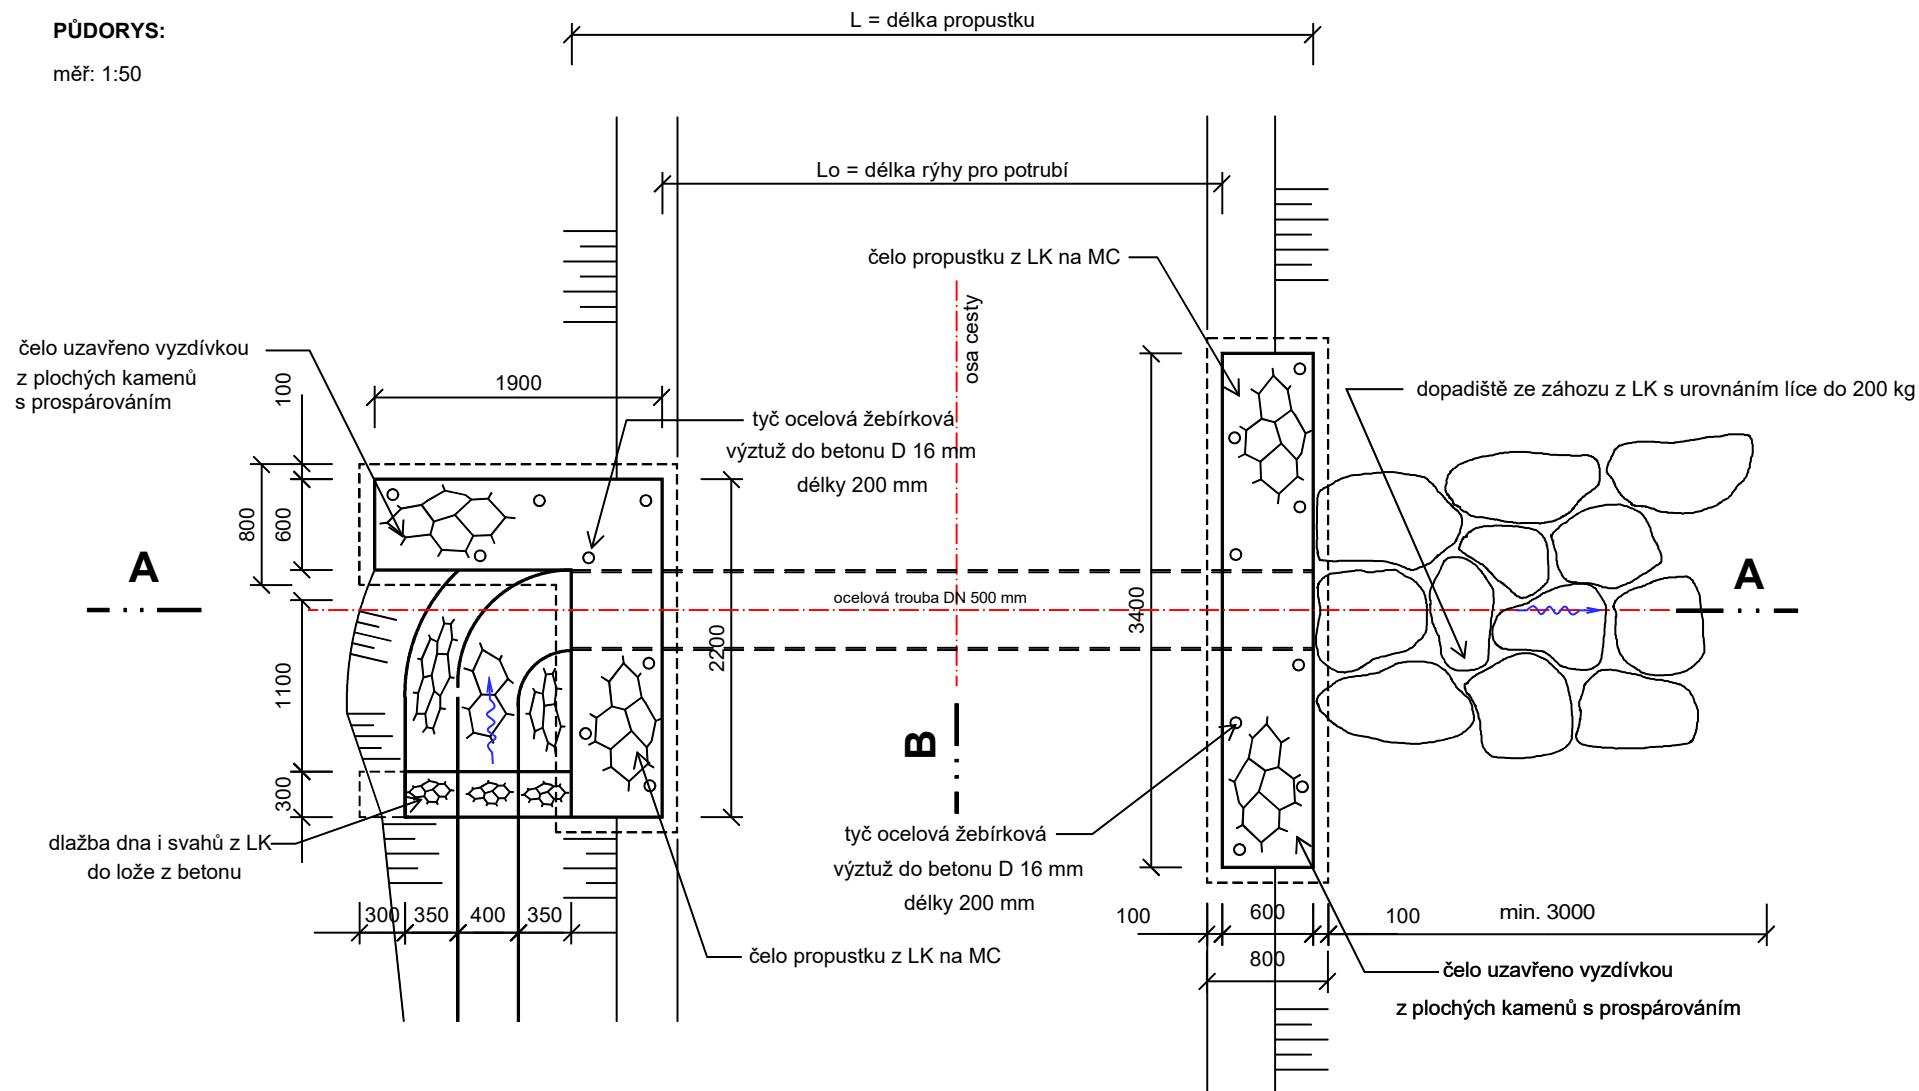 PŮDORYS:
měř: 1:50
L = délka propustku
Lo = délka rýhy pro potrubí
čelo propustku z LK na MC
osa cesty
čelo uzavřeno vyzdívkou
z plochých kamenů
s prospárováním
100
1900
tyč ocelová žebírková
výztuž do betonu D 16 mm
délky 200 mm
dopadiště ze záhozu z LK s urovnáním líce do 200 kg
800
600
A
A
ocelová trouba DN 500 mm
3400
2200
1100
300
B
dlažba dna i svahů z LK
do lože z betonu
tyč ocelová žebírková
výztuž do betonu D 16 mm
délky 200 mm
300
350
400
350
100
600
100
min. 3000
čelo propustku z LK na MC
800
čelo uzavřeno vyzdívkou
z plochých kamenů s prospárováním